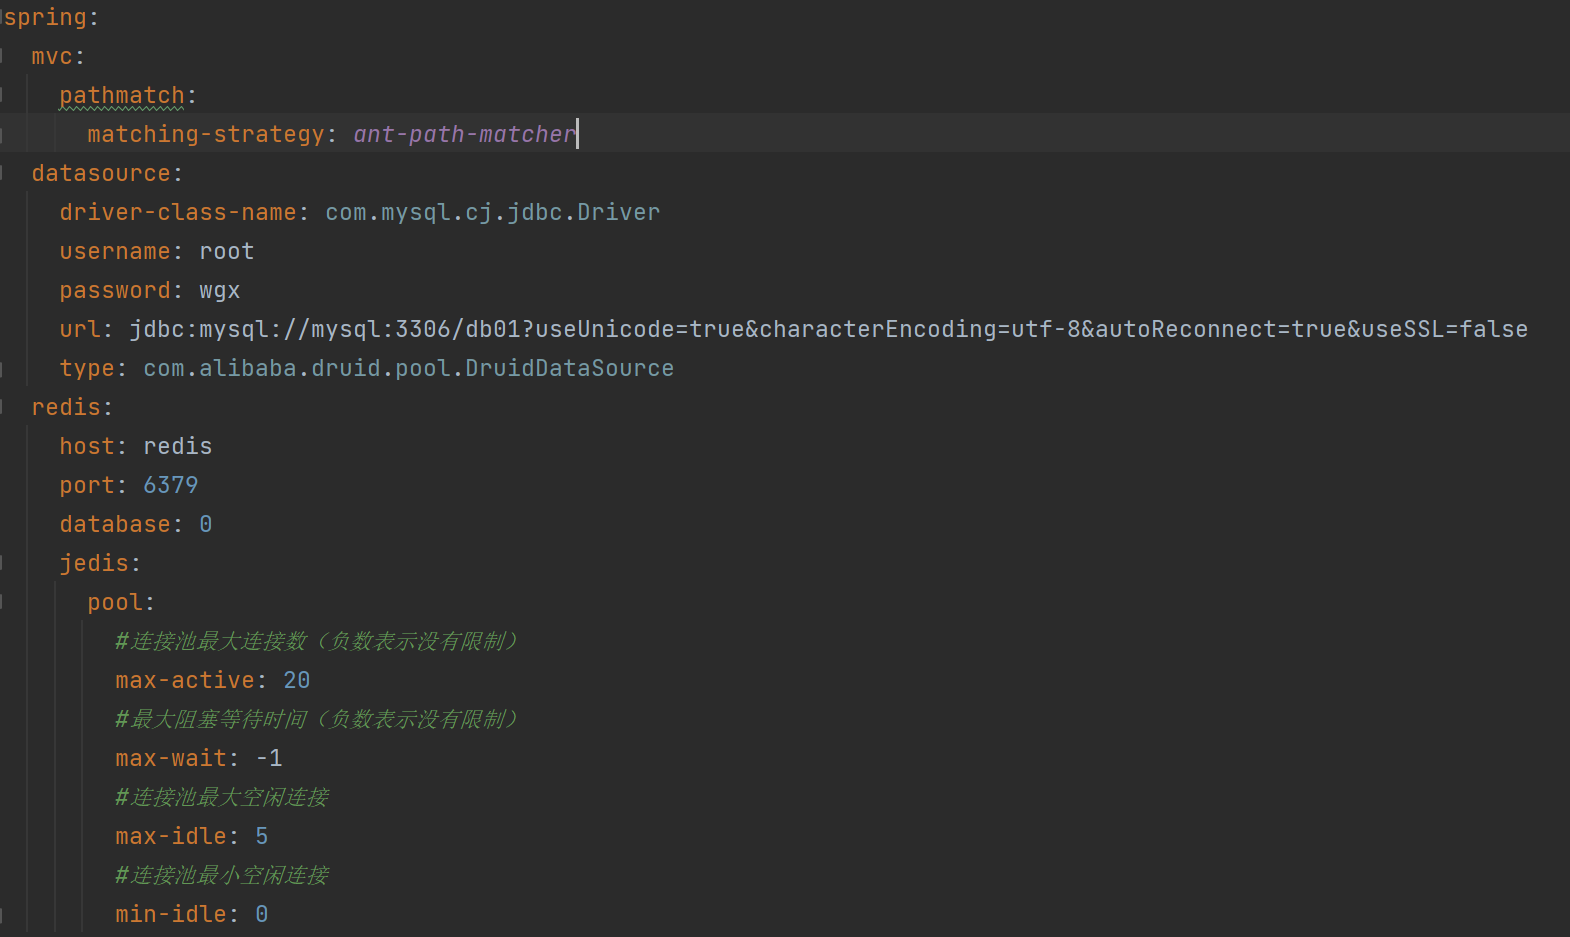 spring:
  mvc:
    pathmatch:
      matching-strategy: ant-path-matcher
  datasource:
    driver-class-name: com.mysql.cj.jdbc.Driver
    username: root
    password: wgx
    url: jdbc:mysql://mysql:3306/db01?useUnicode=true&characterEncoding=utf-8&autoReconnect=true&useSSL=false
    type: com.alibaba.druid.pool.DruidDataSource
  redis:
    host: redis
    port: 6379
    database: 0
    jedis:
      pool:
        #连接池最大连接数（负数表示没有限制）
        max-active: 20
        #最大阻塞等待时间（负数表示没有限制）
        max-wait: -1
        #连接池最大空闲连接
        max-idle: 5
        #连接池最小空闲连接
        min-idle: 0